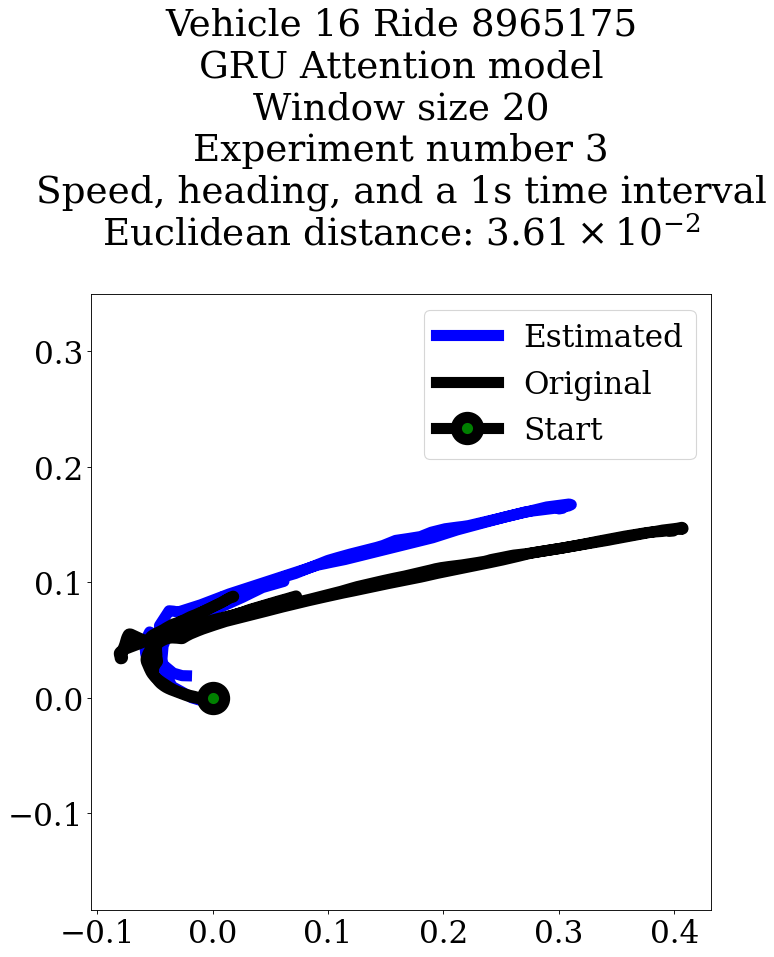 Vehicle 16 Ride 8965175
GRU Attention model
Window size 20
Experiment number 3
Speed, heading, and a 1s time interval
Euclidean distance: 3.61 × 10⁻²
Estimated
Original
Start
0.3
0.2
0.1
0.0
−0.1
−0.1 0.0 0.1 0.2 0.3 0.4